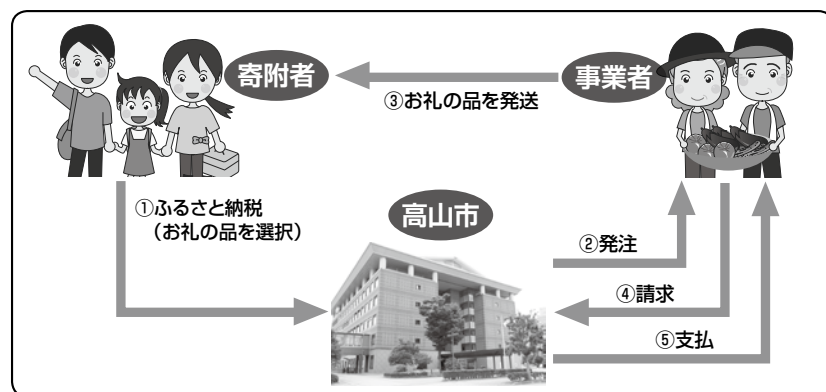 寄附者
事業者
③お礼の品を発送
①ふるさと納税
（お礼の品を選択）
高山市
②発注
④請求
⑤支払